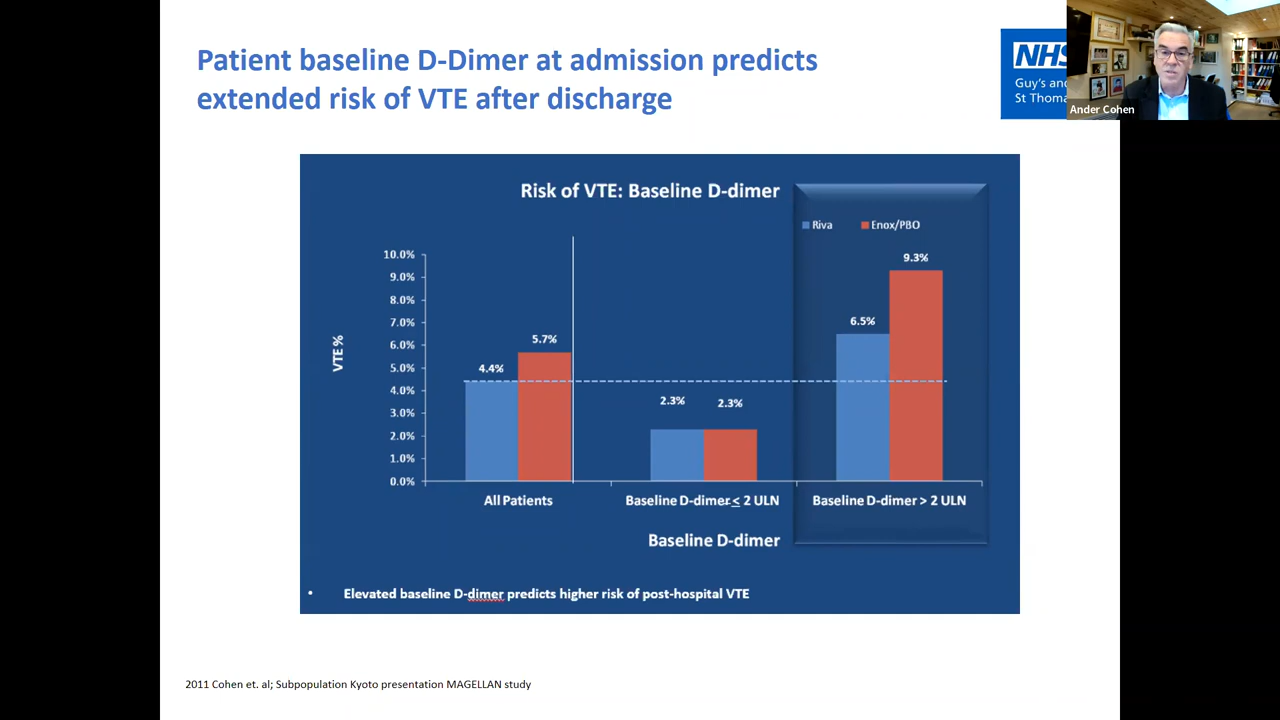 Patient baseline D-Dimer at admission predicts
extended risk of VTE after discharge
NHS
Guy's and
St Thoma
Ander Cohen
Risk of VTE: Baseline D-dimer
Riva
Enox/PBO
VTE %
10.0%
9.0%
8.0%
7.0%
6.0%
5.0%
4.0%
3.0%
2.0%
1.0%
0.0%
4.4%
5.7%
2.3%
2.3%
6.5%
9.3%
All Patients
Baseline D-dimer ≤ 2 ULN
Baseline D-dimer > 2 ULN
Baseline D-dimer
• Elevated baseline D-dimer predicts higher risk of post-hospital VTE
2011 Cohen et. al; Subpopulation Kyoto presentation MAGELLAN study